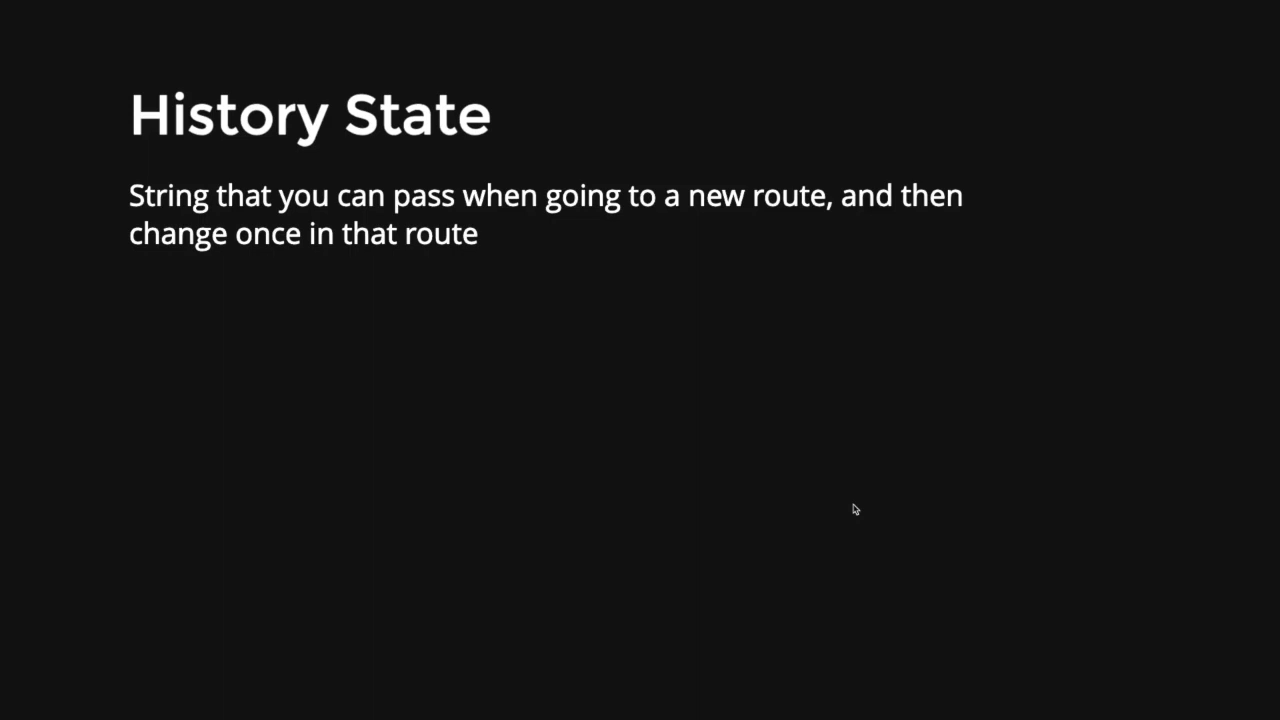 History State
String that you can pass when going to a new route, and then
change once in that route